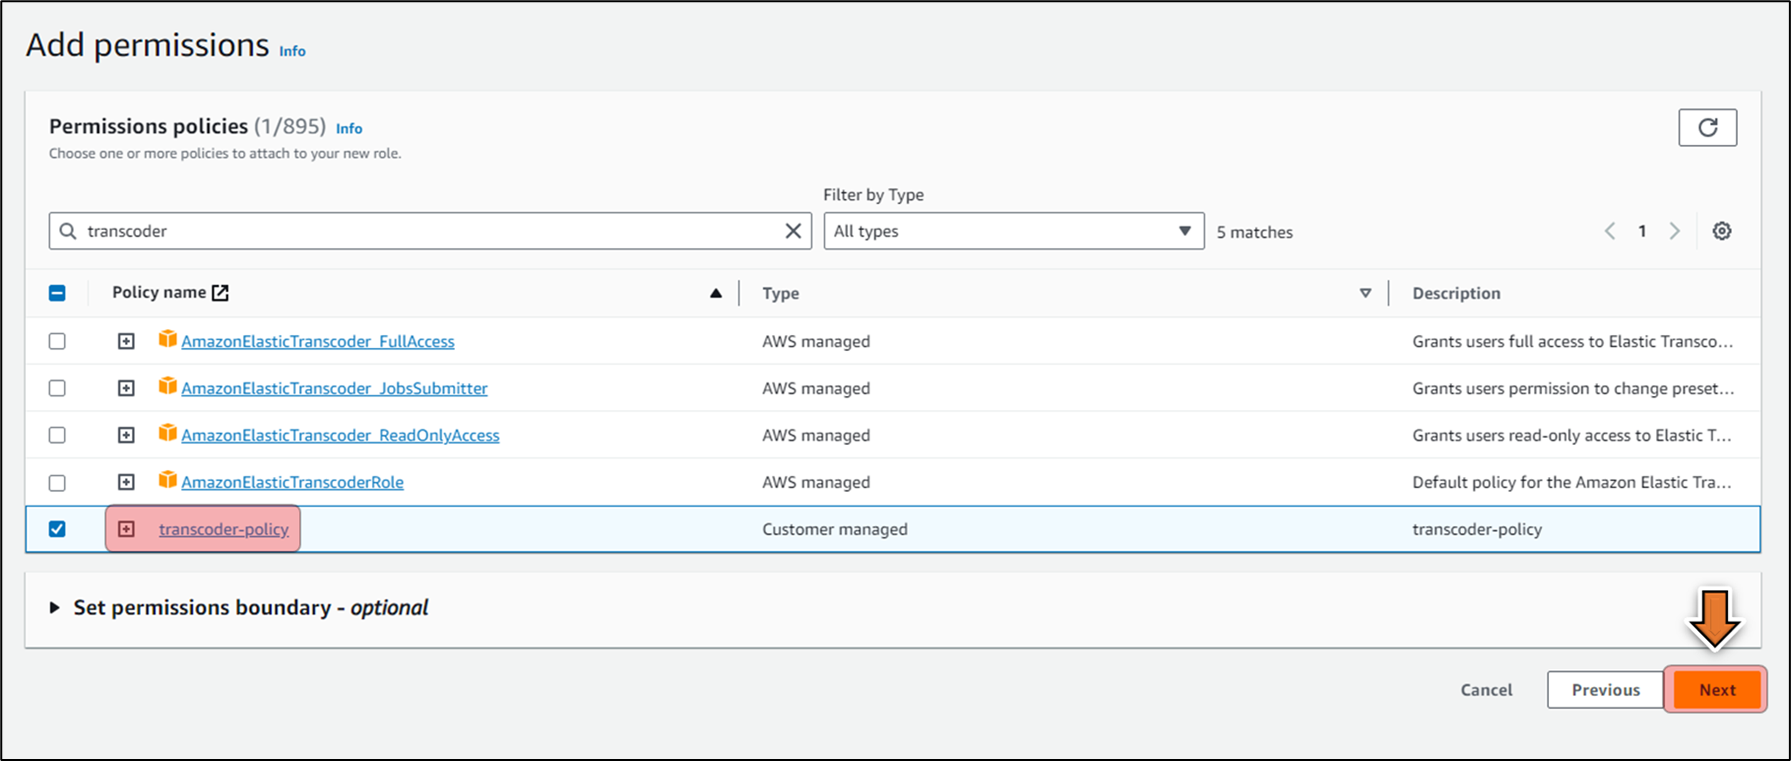 Add permissions Info
Permissions policies (1/895) Info
Choose one or more policies to attach to your new role.
Filter by Type
transcoder All types 5 matches 1
Policy name Type Description
AmazonElasticTranscoder_FullAccess AWS managed Grants users full access to Elastic Transco...
AmazonElasticTranscoder_JobsSubmitter AWS managed Grants users permission to change preset...
AmazonElasticTranscoder_ReadOnlyAccess AWS managed Grants users read-only access to Elastic T...
AmazonElasticTranscoderRole AWS managed Default policy for the Amazon Elastic Tra...
transcoder-policy Customer managed transcoder-policy
Set permissions boundary - optional
Cancel Previous Next